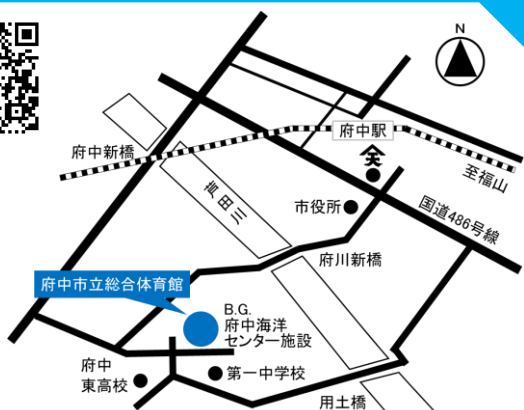 N
府中駅
府中新橋
至福山
市役所
国道486号線
府川新橋
府中市立総合体育館
B.G.
府中海洋
センター施設
府中
東高校
第一中学校
用土橋